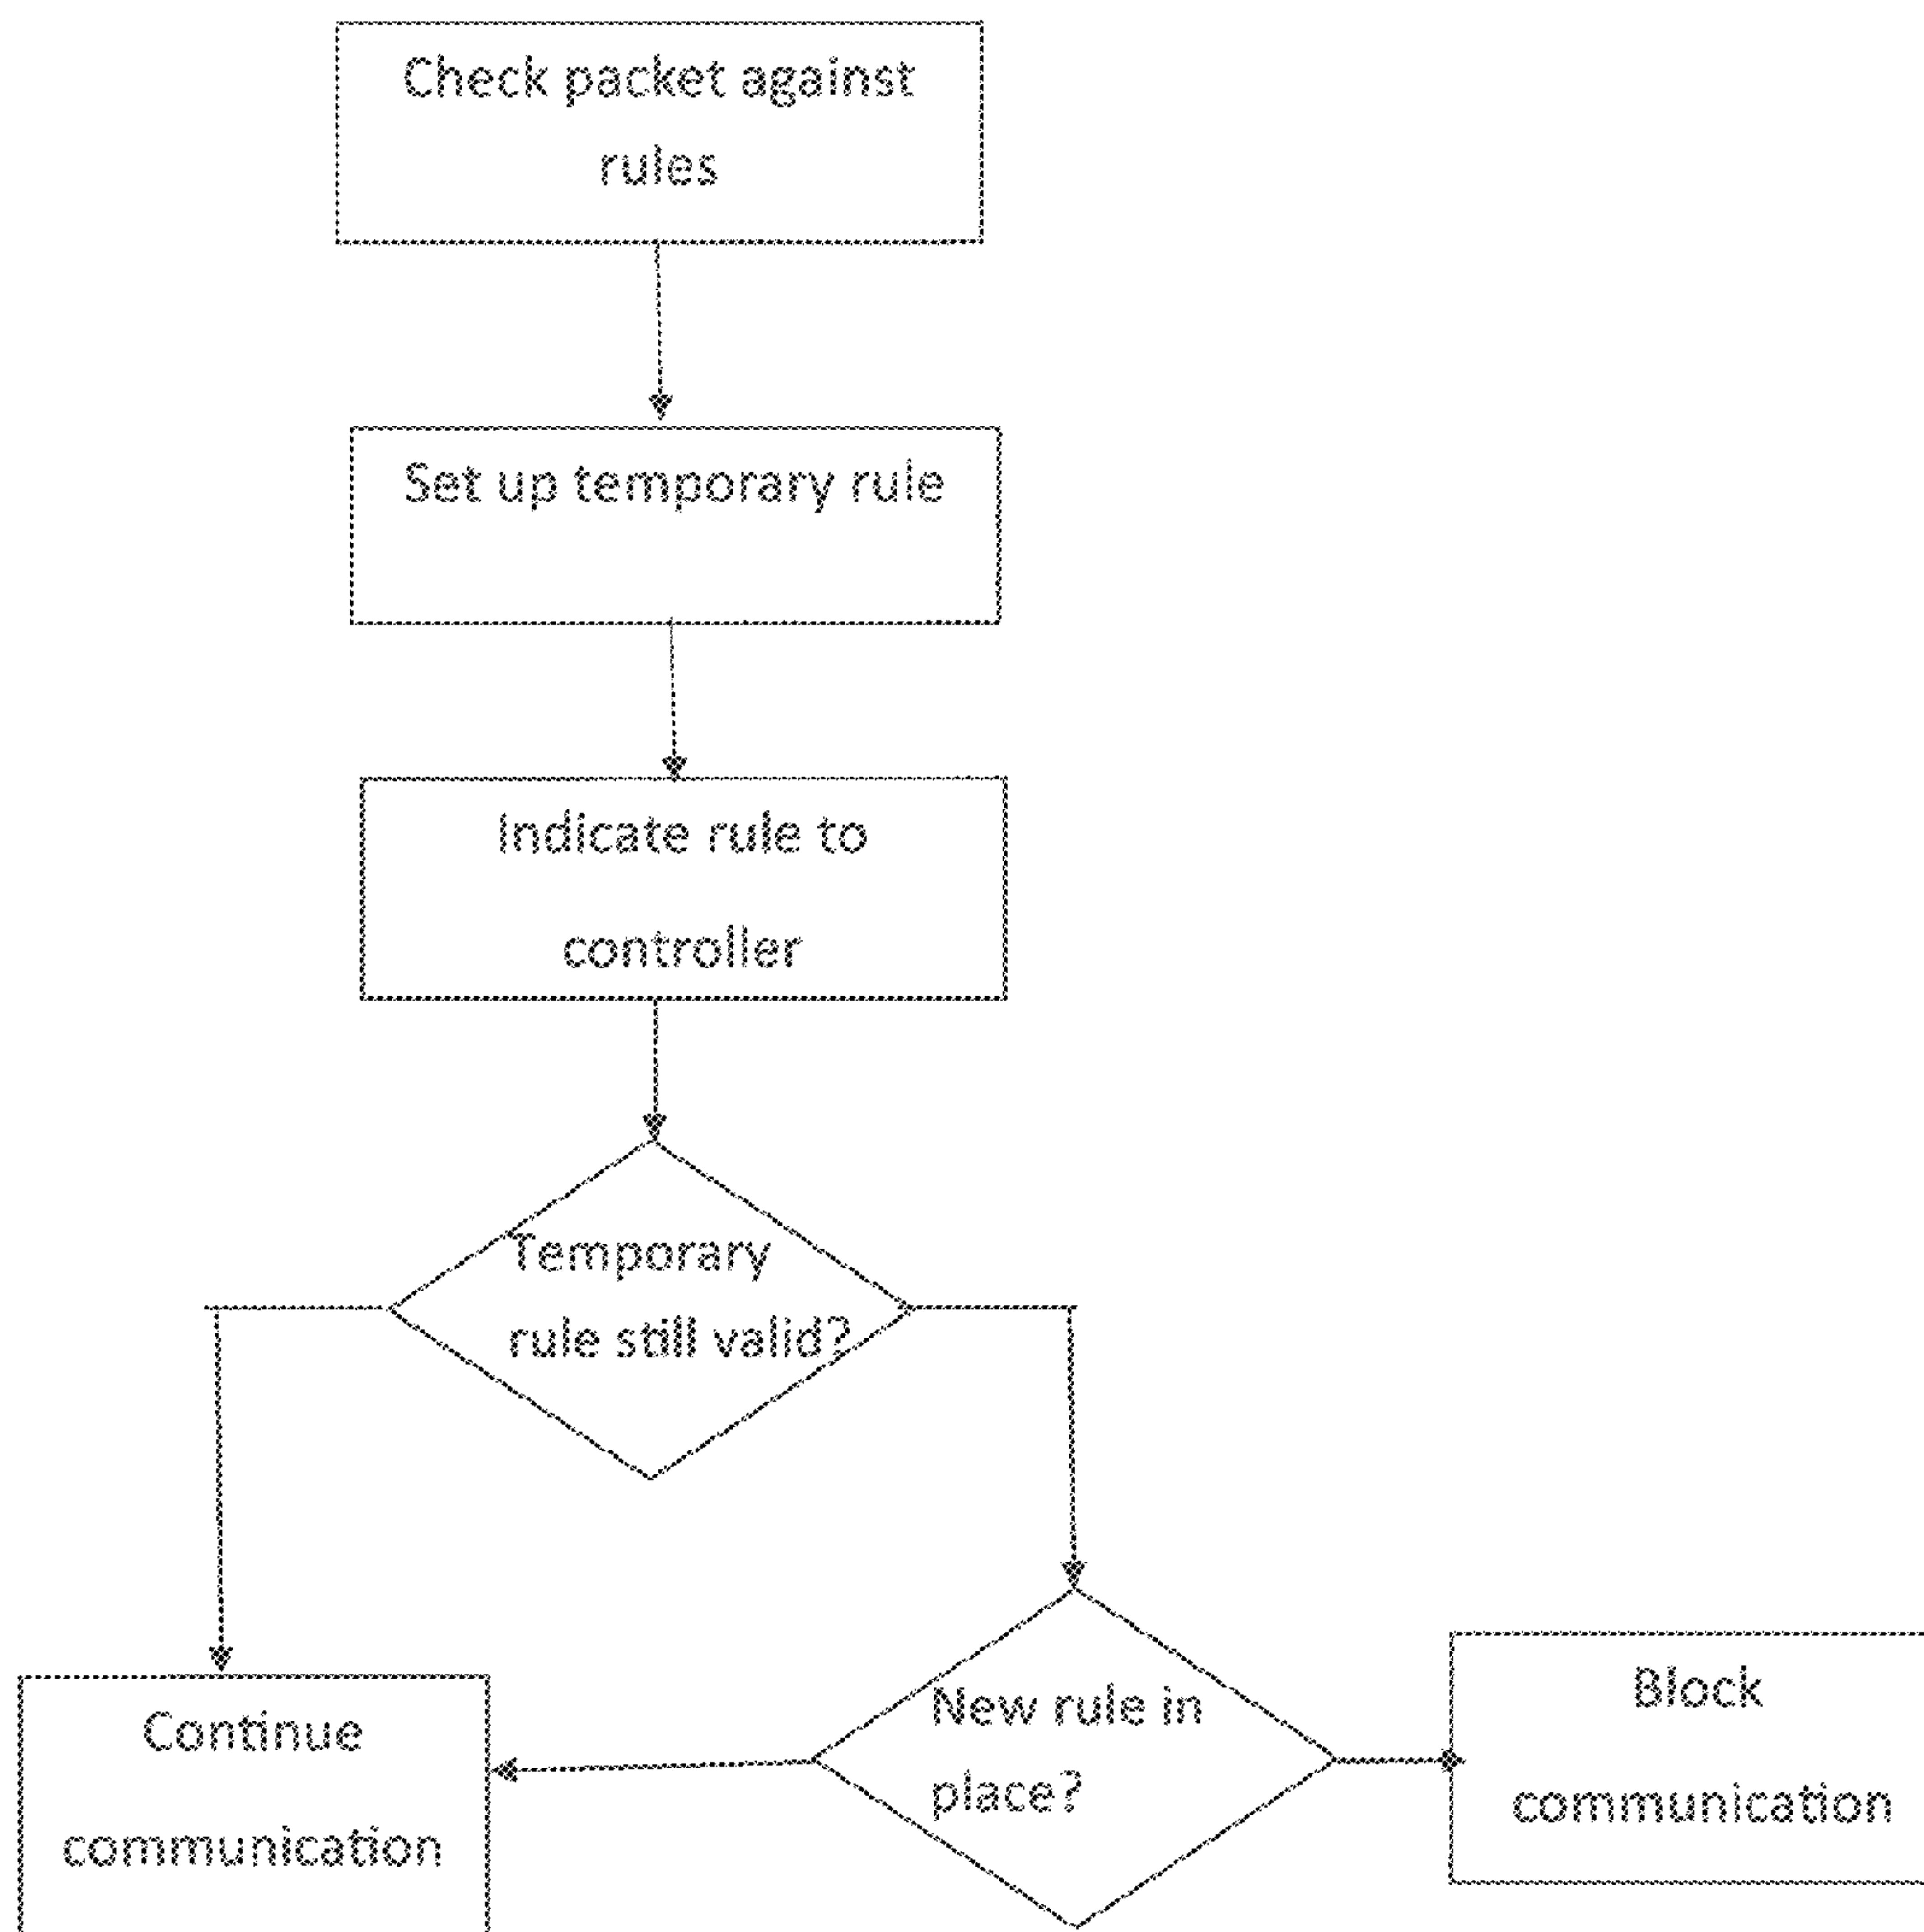 Check packet against
rules
Set up temporary rule
Indicate rule to
controller
Temporary
rule still valid?
New rule in
place?
Block
communication
Continue
communication